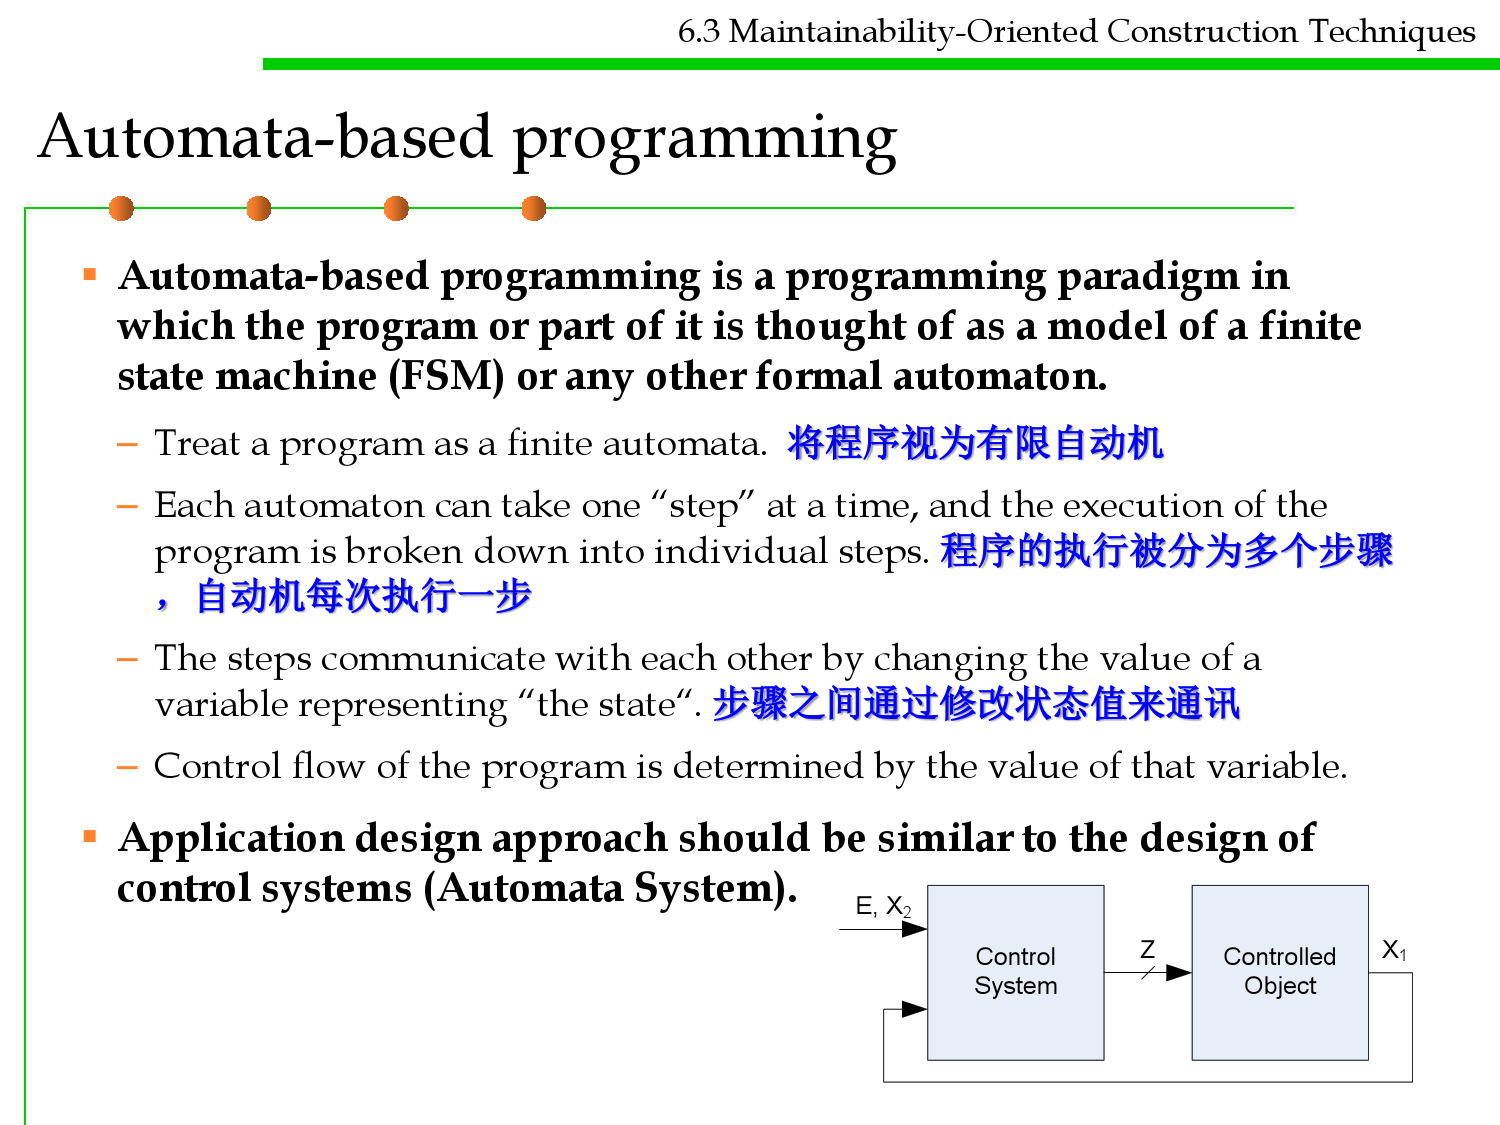 6.3 Maintainability-Oriented Construction Techniques
Automata-based programming
Automata-based programming is a programming paradigm in
which the program or part of it is thought of as a model of a finite
state machine (FSM) or any other formal automaton.
– Treat a program as a finite automata. 将程序视为有限自动机
– Each automaton can take one “step” at a time, and the execution of the
program is broken down into individual steps. 程序的执行被分为多个步骤
，自动机每次执行一步
– The steps communicate with each other by changing the value of a
variable representing “the state“. 步骤之间通过修改状态值来通讯
– Control flow of the program is determined by the value of that variable.
Application design approach should be similar to the design of
control systems (Automata System).
E, X2
Control
System
Z
Controlled
Object
X1